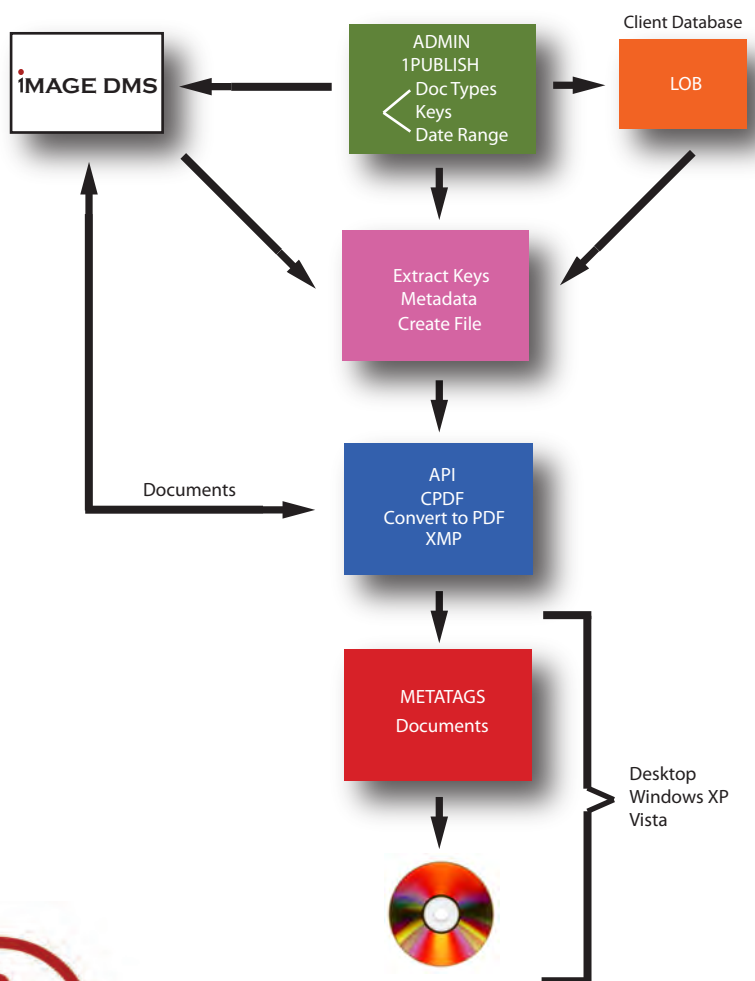 Client Database
iMAGE DMS
ADMIN
1PUBLISH
Doc Types
Keys
Date Range
LOB
Extract Keys
Metadata
Create File
Documents
API
CPDF
Convert to PDF
XMP
METATAGS
Documents
Desktop
Windows XP
Vista